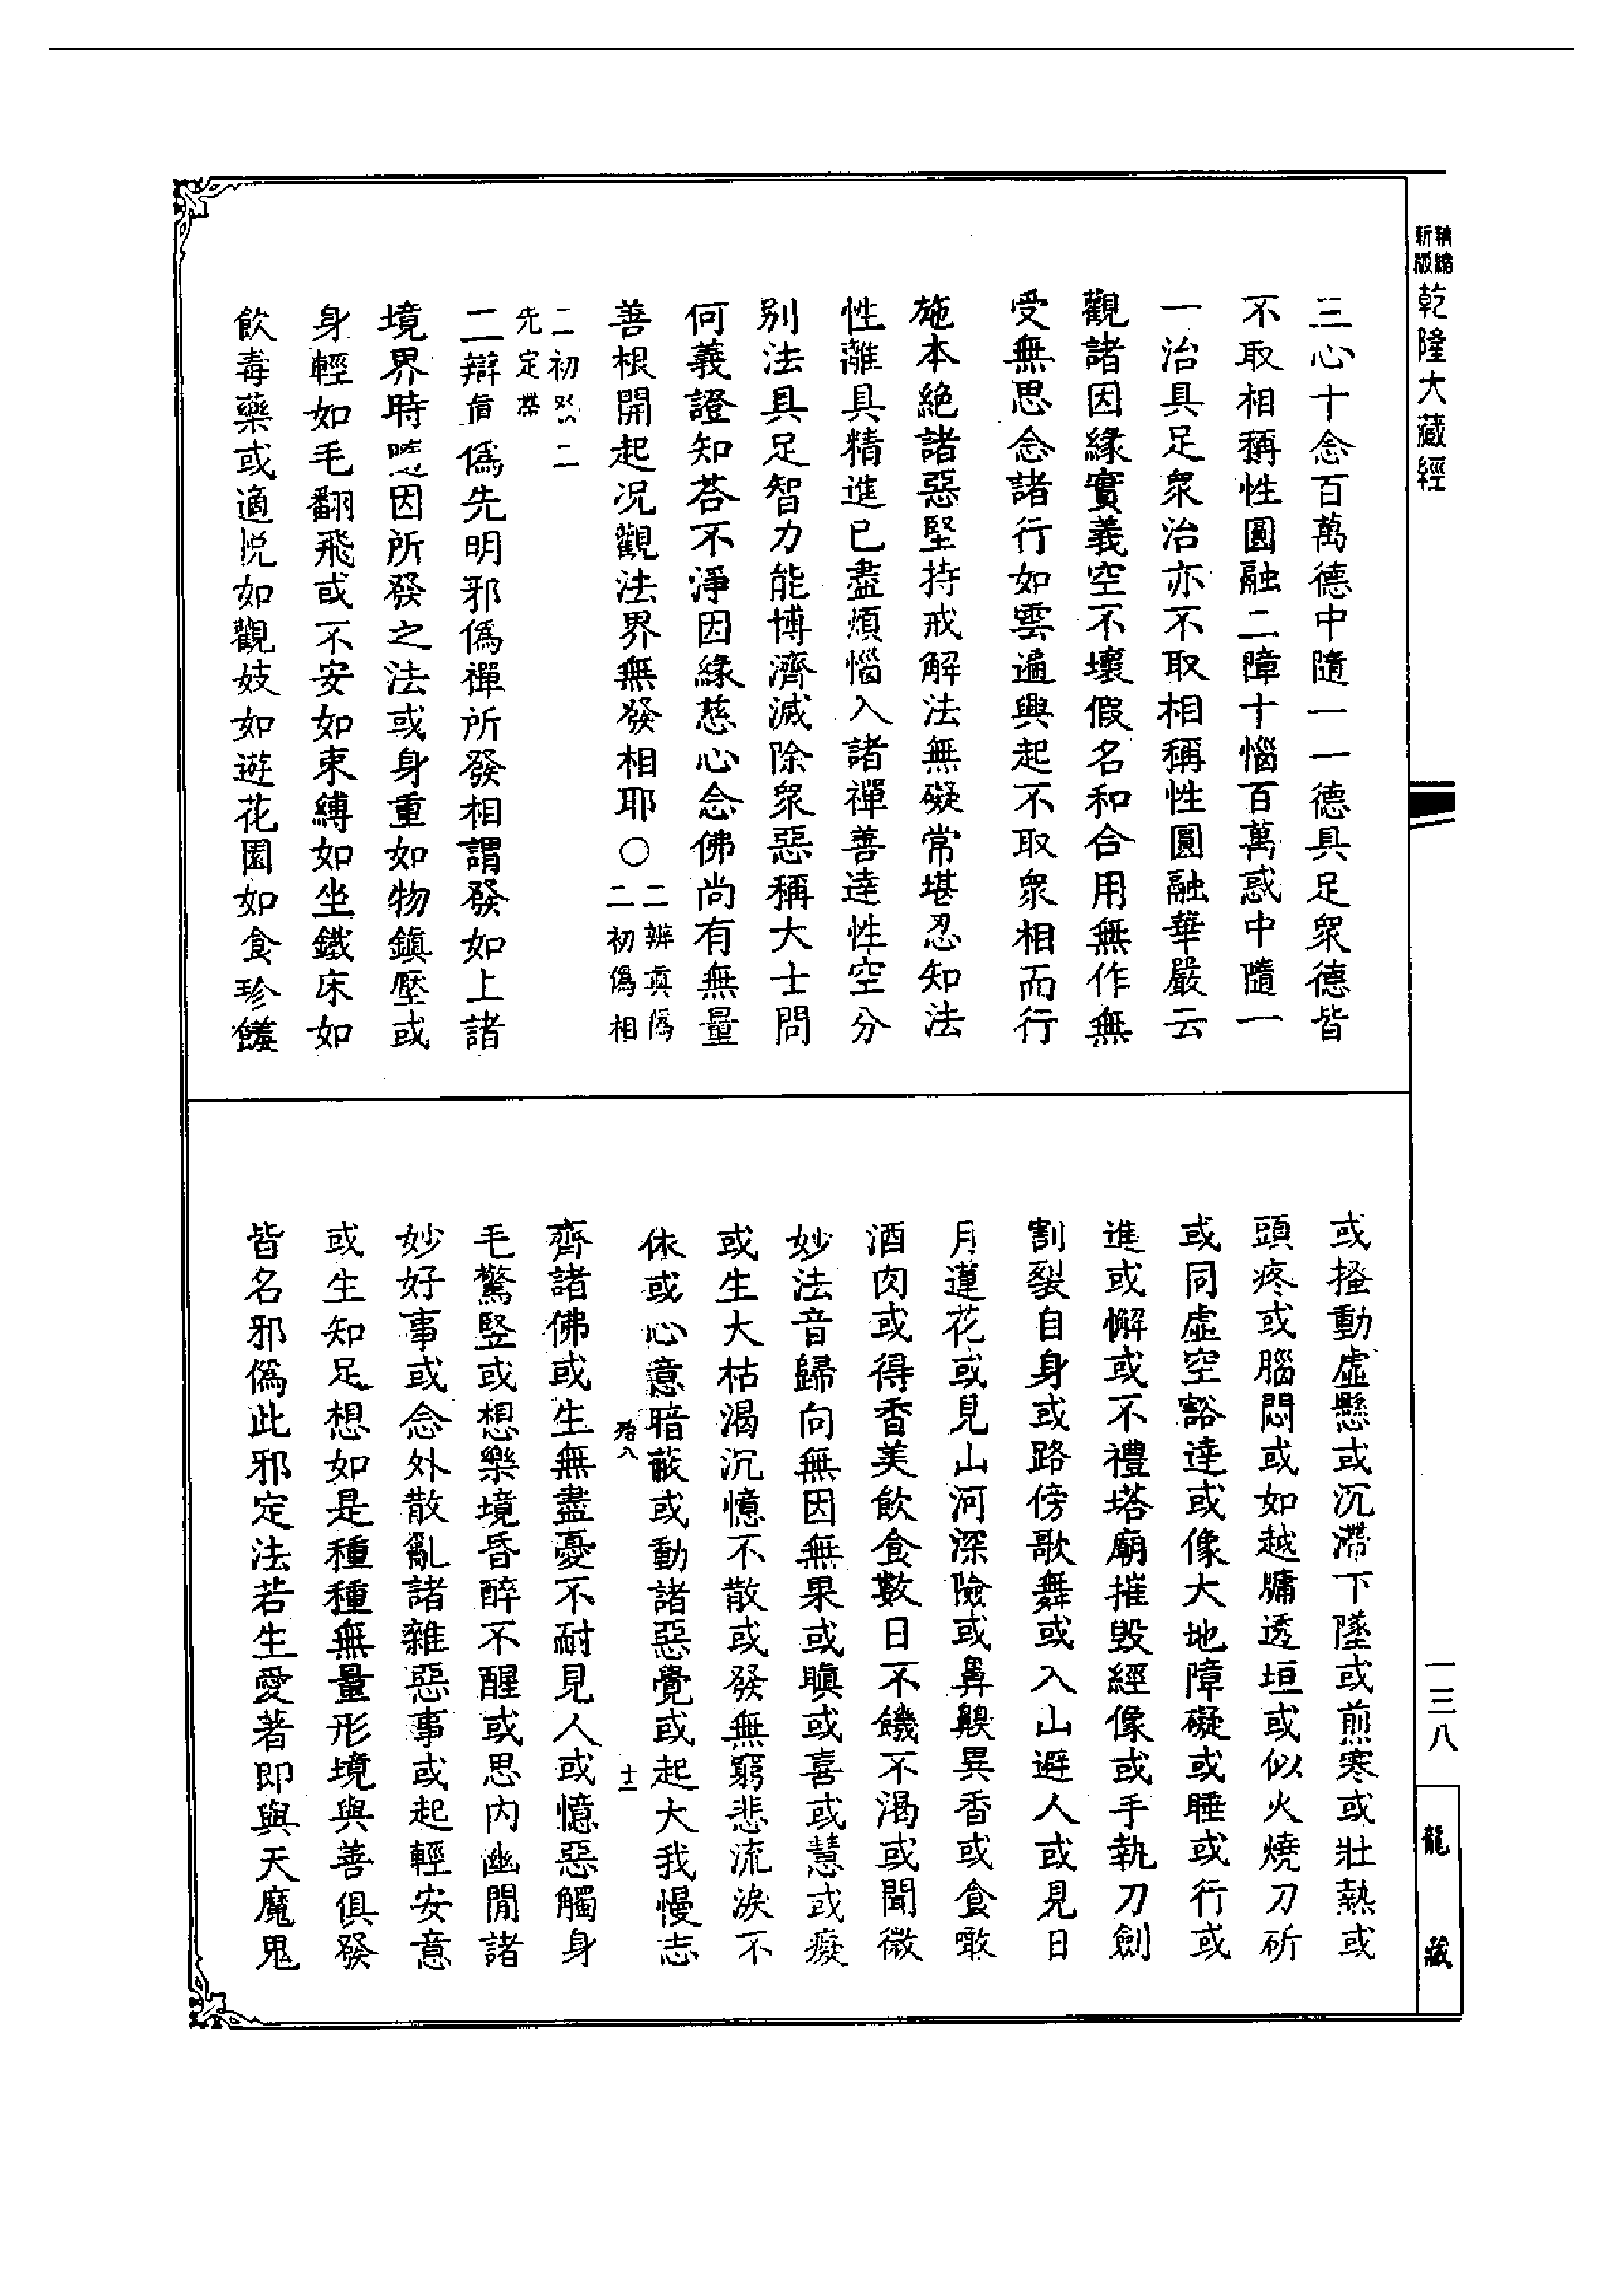 精縮新版 乾隆大藏經
三心十念百萬德中隨一一德具足眾德皆
不取相稱性圓融二障十惱百萬惑中隨一
一治具足眾治亦不取相稱性圓融華嚴云
觀諸因緣實義空不壞假名和合用無作無
受無思念諸行如雲遍興起不取眾相而行
施本絕諸惡堅持戒解法無礙常堪忍知法
性離具精進已盡煩惱入諸禪善達性空分
別法具足智力能博濟滅除眾惡稱大士問
何義證知荅不淨因緣慈心念佛尚有無量
善根開起況觀法界無發相耶○二辨真偽
二初偽相
二初 二
先定
二辯 偽先明邪偽禪所發相謂發如上諸
境界時 因所發之法或身重如物鎮壓或
身輕如毛翻飛或不安如束縛如坐鐵床如
飲毒藥或適悅如觀妓如遊花園如食珍饈
或搔動虛懸或沉滯下墜或煎寒或壯熱或
頭疼或腦悶或如越牗透垣或似火燒刀斫
或同虛空豁達或像大地障礙或睡或行或
進或懈或不禮塔廟摧毀經像或手執刀劍
割裂自身或路傍歌舞或入山避人或見日
月蓮花或見山河深險或鼻齅異香或食噉
酒肉或得香美飲食數日不饑不渴或聞微
妙法音歸向無因無果或瞋或喜或慧或癡
或生大枯渴沉憶不散或發無窮悲流淚不
休或心意暗蔽或動諸惡覺或起大我慢志
八 十二
齊諸佛或生無盡憂不耐見人或憶惡觸身
毛驚竪或想樂境昏醉不醒或思內幽閒諸
妙好事或念外散亂諸雜惡事或起輕安意
或生知足想如是種種無量形境與善俱發
皆名邪偽此邪定法若生愛著即與天魔鬼
一三八
龍藏